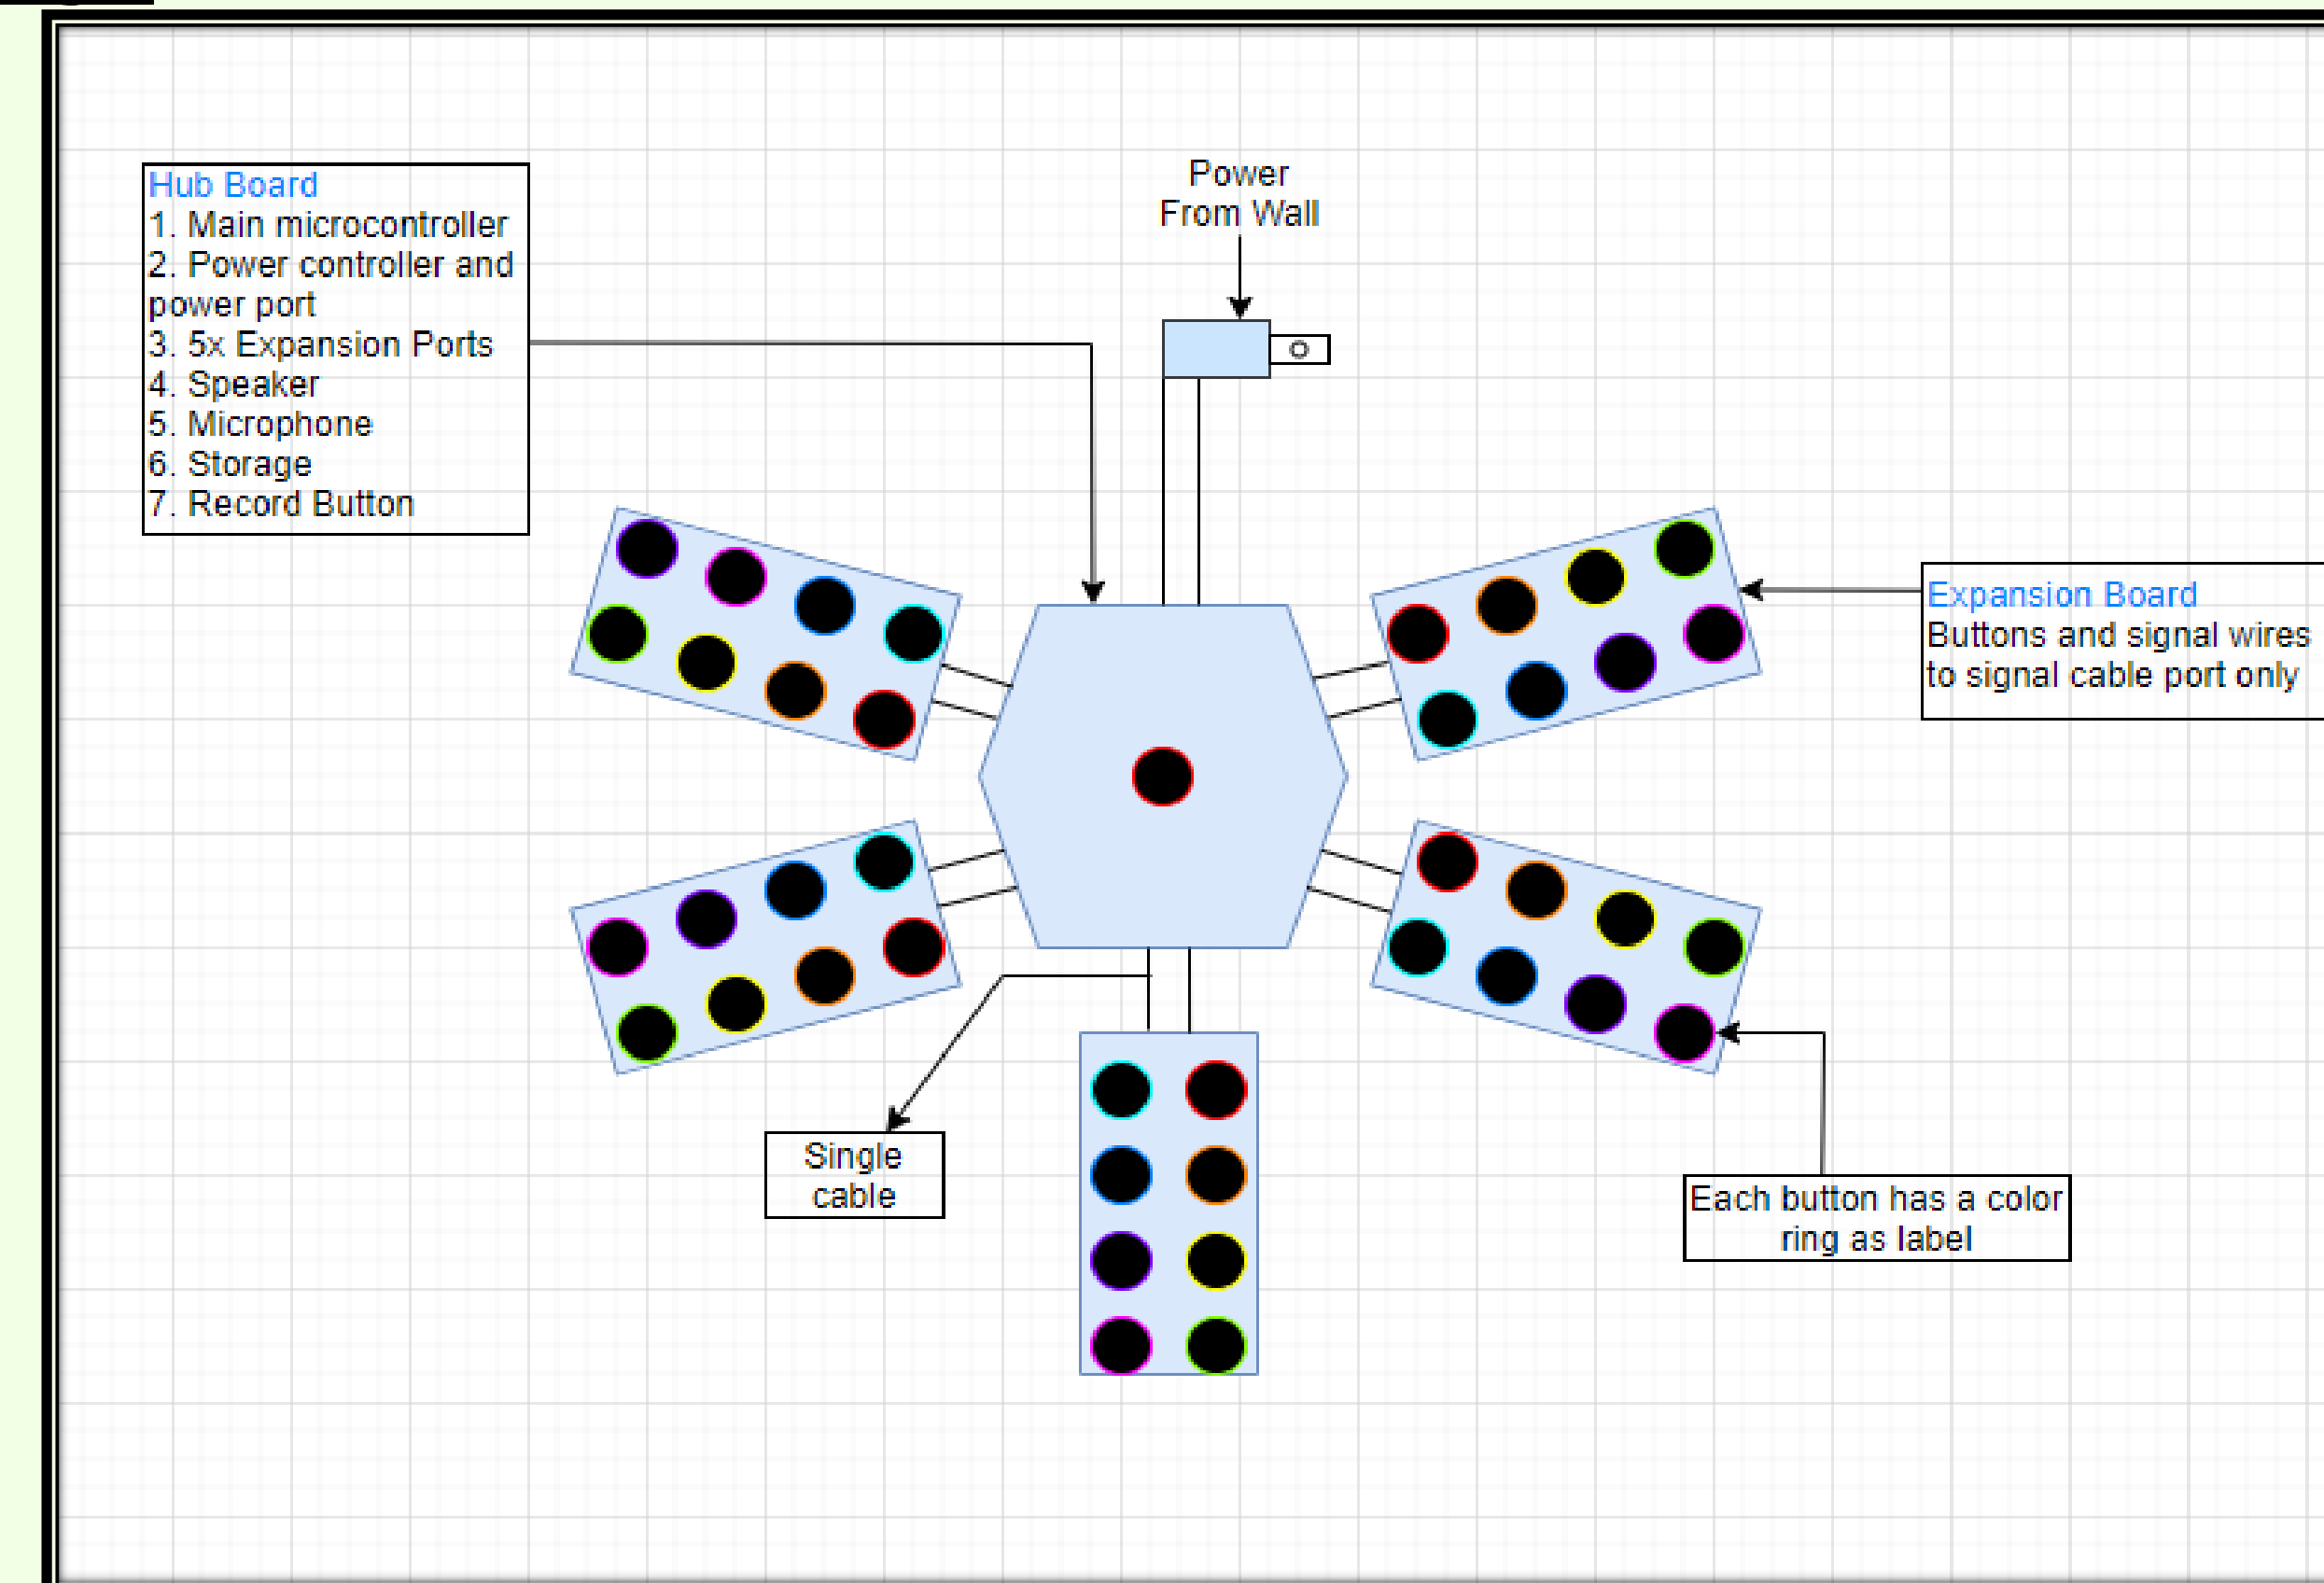 Hub Board
1. Main microcontroller
2. Power controller and
power port
3. 5x Expansion Ports
4. Speaker
5. Microphone
6. Storage
7. Record Button
Power
From Wall
Expansion Board
Buttons and signal wires
to signal cable port only
Single
cable
Each button has a color
ring as label